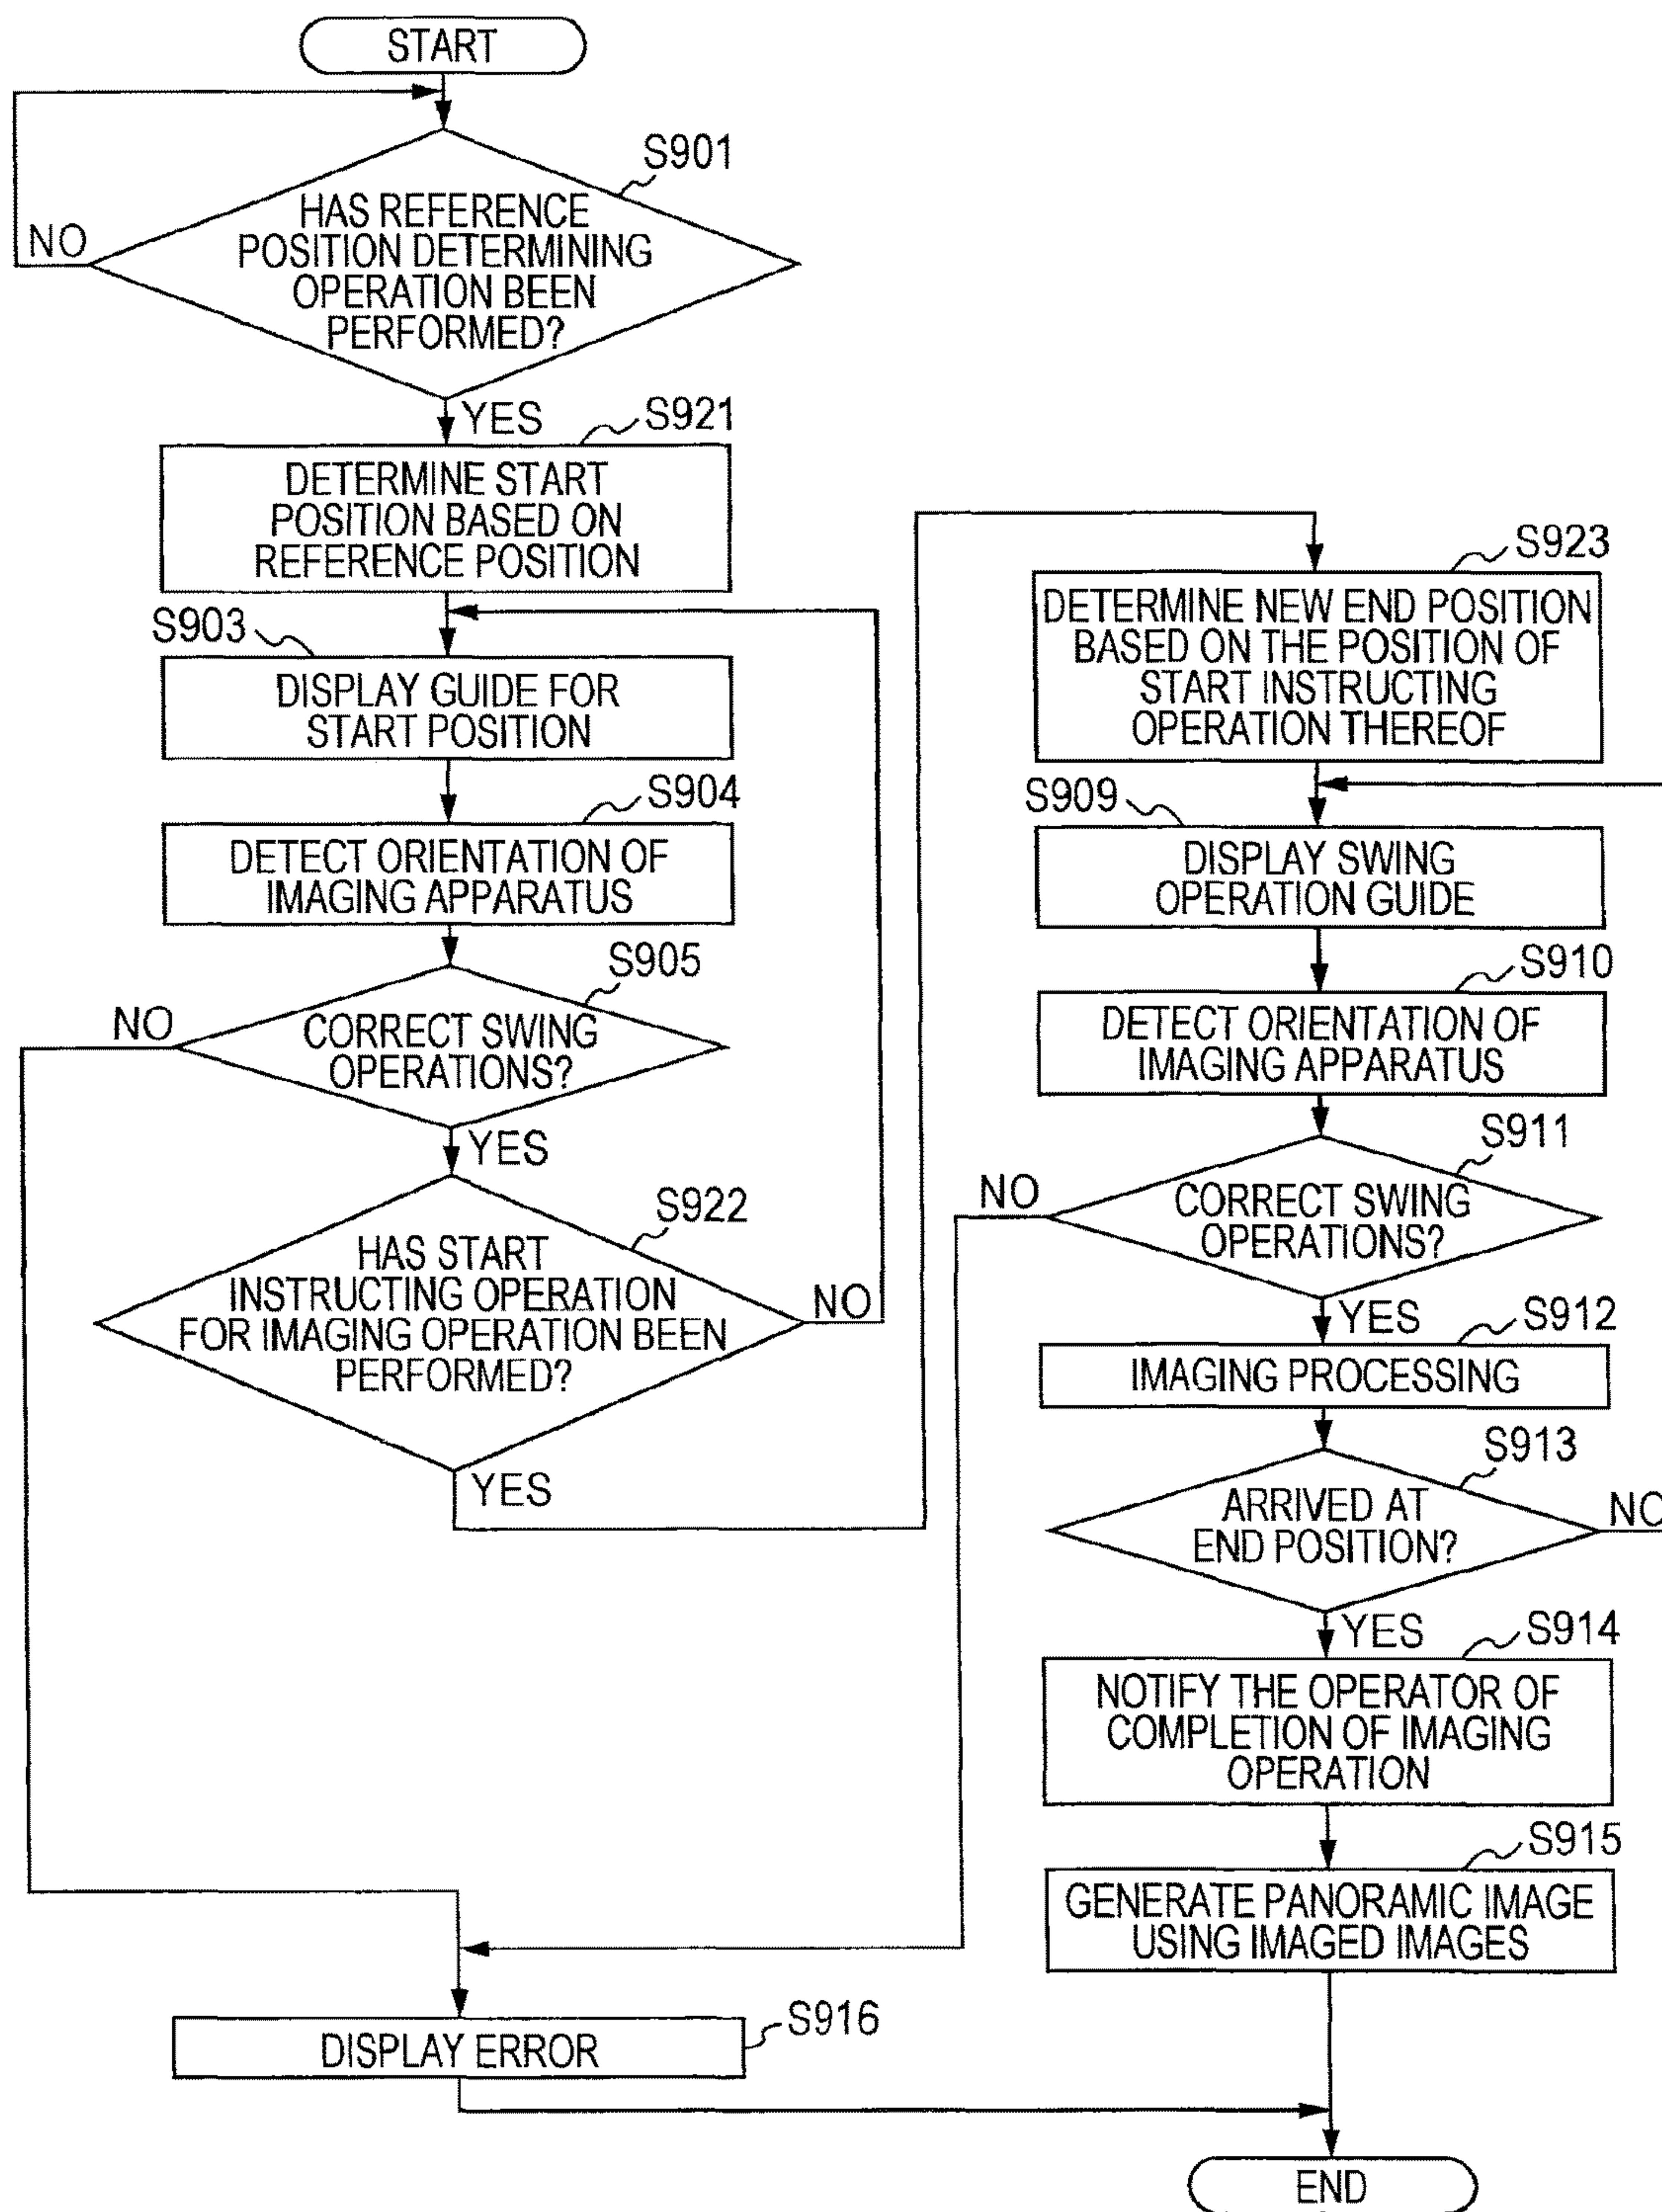 START
S901
HAS REFERENCE
POSITION DETERMINING
OPERATION BEEN
PERFORMED?
NO
YES
S921
DETERMINE START
POSITION BASED ON
REFERENCE POSITION
S903
DISPLAY GUIDE FOR
START POSITION
S904
DETECT ORIENTATION OF
IMAGING APPARATUS
S905
NO
CORRECT SWING
OPERATIONS?
YES
S922
HAS START
INSTRUCTING OPERATION
FOR IMAGING OPERATION BEEN
PERFORMED?
NO
YES
S923
DETERMINE NEW END POSITION
BASED ON THE POSITION OF
START INSTRUCTING
OPERATION THEREOF
S909
DISPLAY SWING
OPERATION GUIDE
S910
DETECT ORIENTATION OF
IMAGING APPARATUS
S911
NO
CORRECT SWING
OPERATIONS?
YES
S912
IMAGING PROCESSING
S913
ARRIVED AT
END POSITION?
NO
YES
S914
NOTIFY THE OPERATOR OF
COMPLETION OF IMAGING
OPERATION
S915
GENERATE PANORAMIC IMAGE
USING IMAGED IMAGES
S916
DISPLAY ERROR
END